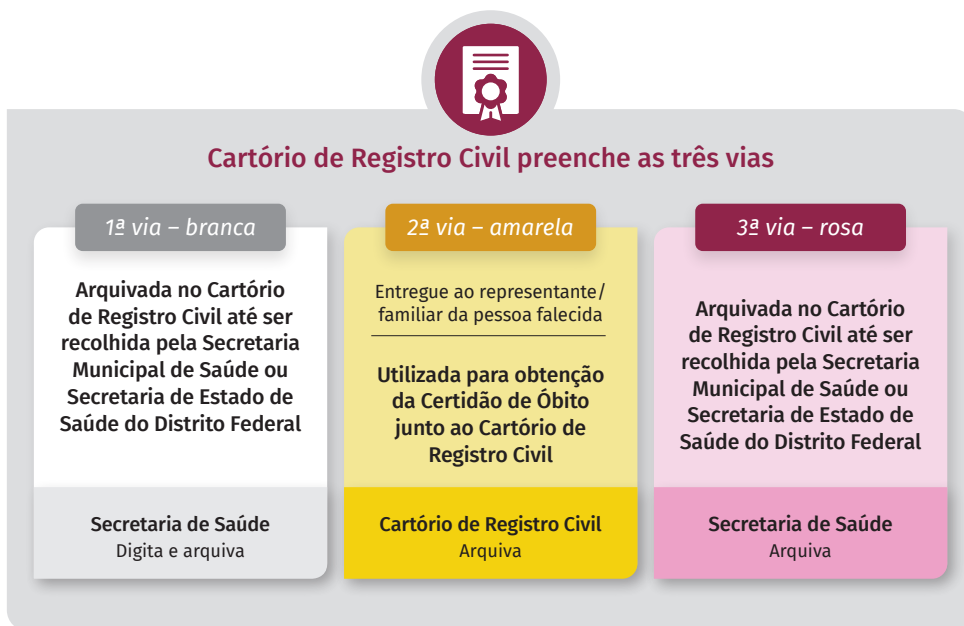 Cartório de Registro Civil preenche as três vias
1ª via – branca
Arquivada no Cartório
de Registro Civil até ser
recolhida pela Secretaria
Municipal de Saúde ou
Secretaria de Estado de
Saúde do Distrito Federal
Secretaria de Saúde
Digita e arquiva
2ª via – amarela
Entregue ao representante/
familiar da pessoa falecida
Utilizada para obtenção
da Certidão de Óbito
junto ao Cartório de
Registro Civil
Cartório de Registro Civil
Arquiva
3ª via – rosa
Arquivada no Cartório
de Registro Civil até ser
recolhida pela Secretaria
Municipal de Saúde ou
Secretaria de Estado de
Saúde do Distrito Federal
Secretaria de Saúde
Arquiva